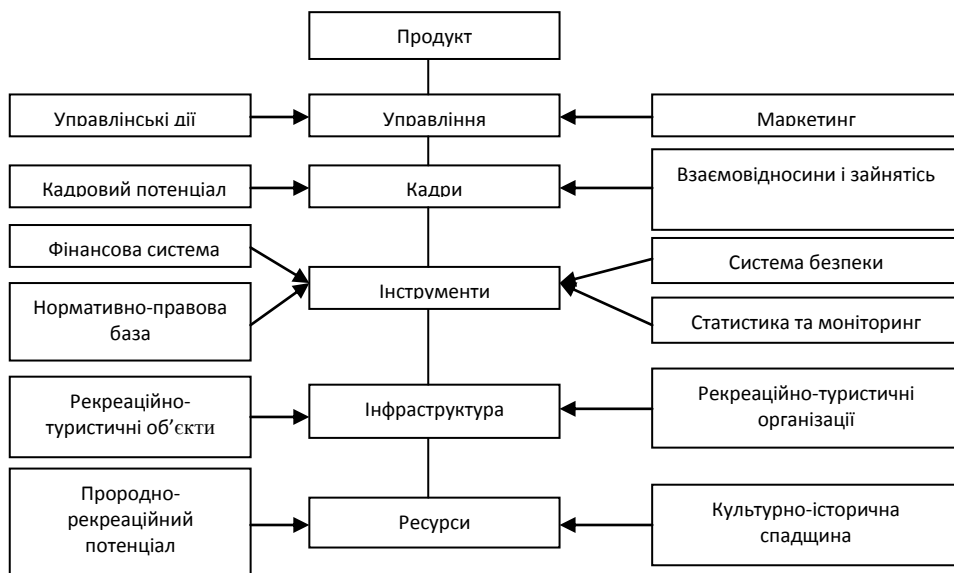 Продукт
Управлінські дії
Управління
Маркетинг
Кадровий потенціал
Кадри
Взаємовідносини і зайнятісь
Фінансова система
Інструменти
Система безпеки
Нормативно-правова
база
Статистика та моніторинг
Рекреаційно-
туристичні об’єкти
Інфраструктура
Рекреаційно-туристичні
організації
Прородно-
рекреаційний
потенціал
Ресурси
Культурно-історична
спадщина